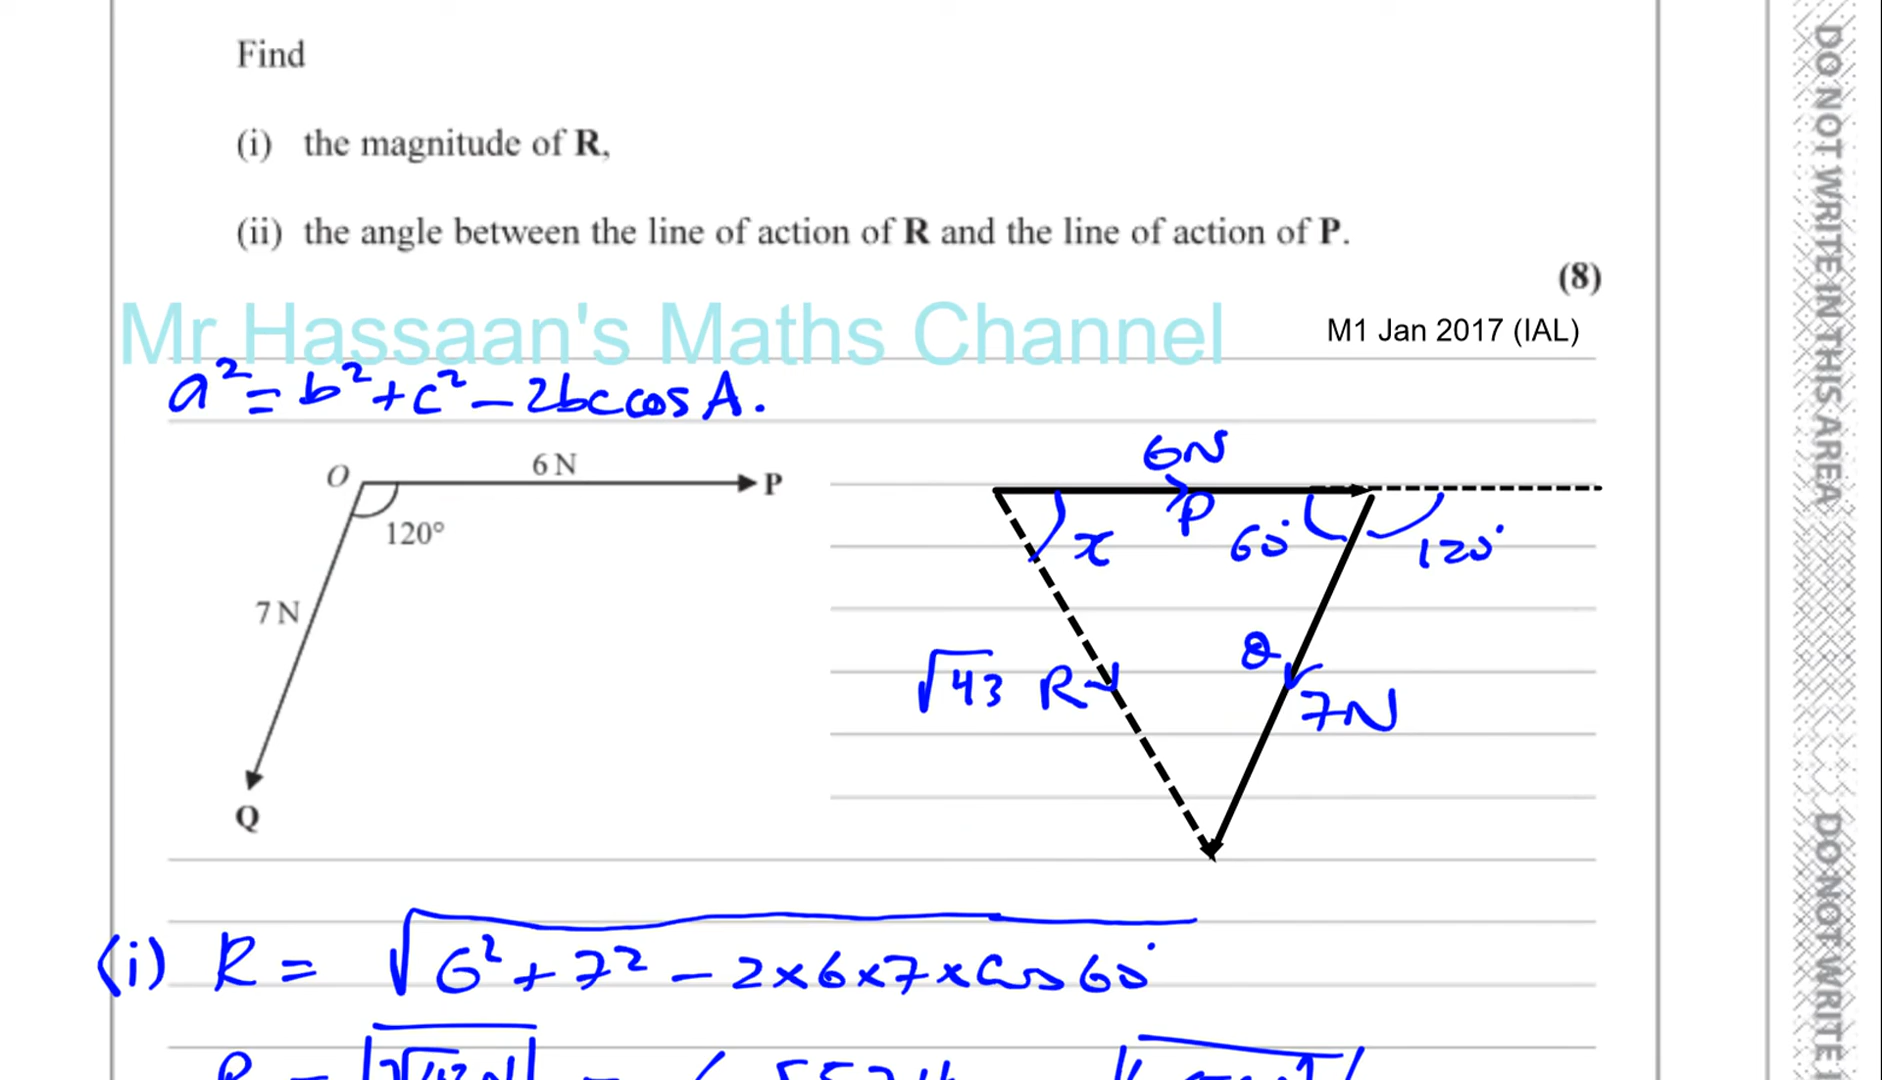 Find
(i) the magnitude of R,
(ii) the angle between the line of action of R and the line of action of P.
(8)
Mr Hassaan's Maths Channel
M1 Jan 2017 (IAL)
a² = b² + c² – 2bc cos A.
O 6 N P
120°
7 N
Q
6N
P
x 60° 120°
Q
√43 R
7N
(i) R = √6² + 7² – 2×6×7×Cos 60°
DO NOT WRITE IN THIS AREA
DO NOT WRITE I